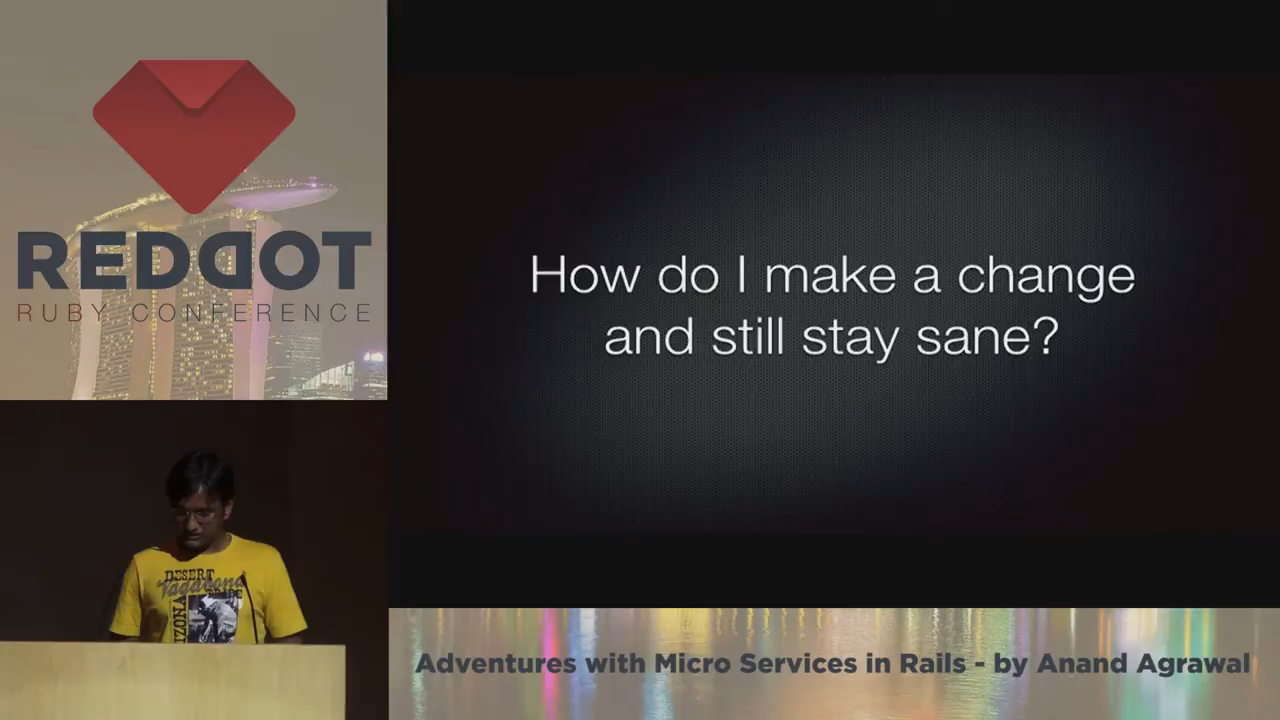 REDDOT
RUBY CONFERENCE
How do I make a change
and still stay sane?
DESERT
Vagabond
Adventures with Micro Services in Rails - by Anand Agrawal